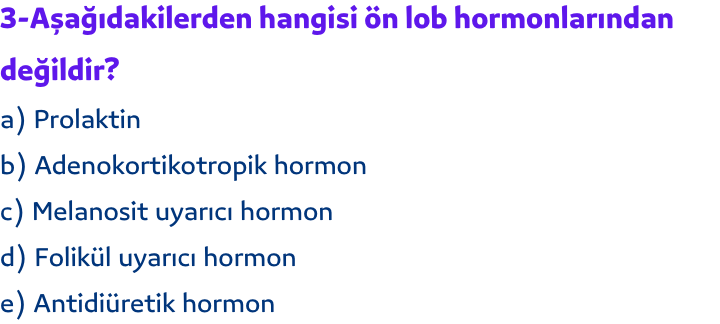 3-Aşağıdakilerden hangisi ön lob hormonlarından
değildir?
a) Prolaktin
b) Adenokortikotropik hormon
c) Melanosit uyarıcı hormon
d) Folikül uyarıcı hormon
e) Antidiüretik hormon